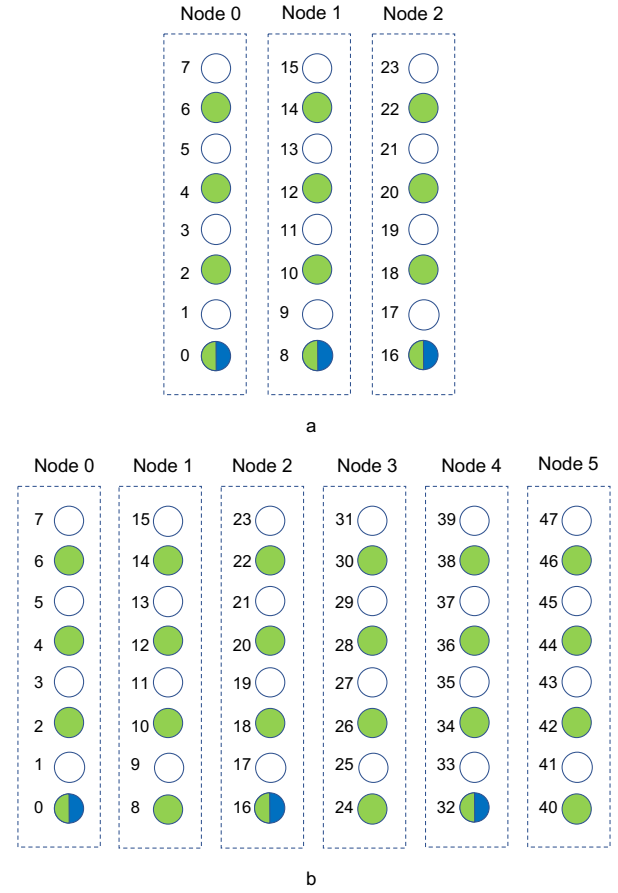 Node 0 Node 1 Node 2
7 15 23
6 14 22
5 13 21
4 12 20
3 11 19
2 10 18
1 9 17
0 8 16
a
Node 0 Node 1 Node 2 Node 3 Node 4 Node 5
7 15 23 31 39 47
6 14 22 30 38 46
5 13 21 29 37 45
4 12 20 28 36 44
3 11 19 27 35 43
2 10 18 26 34 42
1 9 17 25 33 41
0 8 16 24 32 40
b